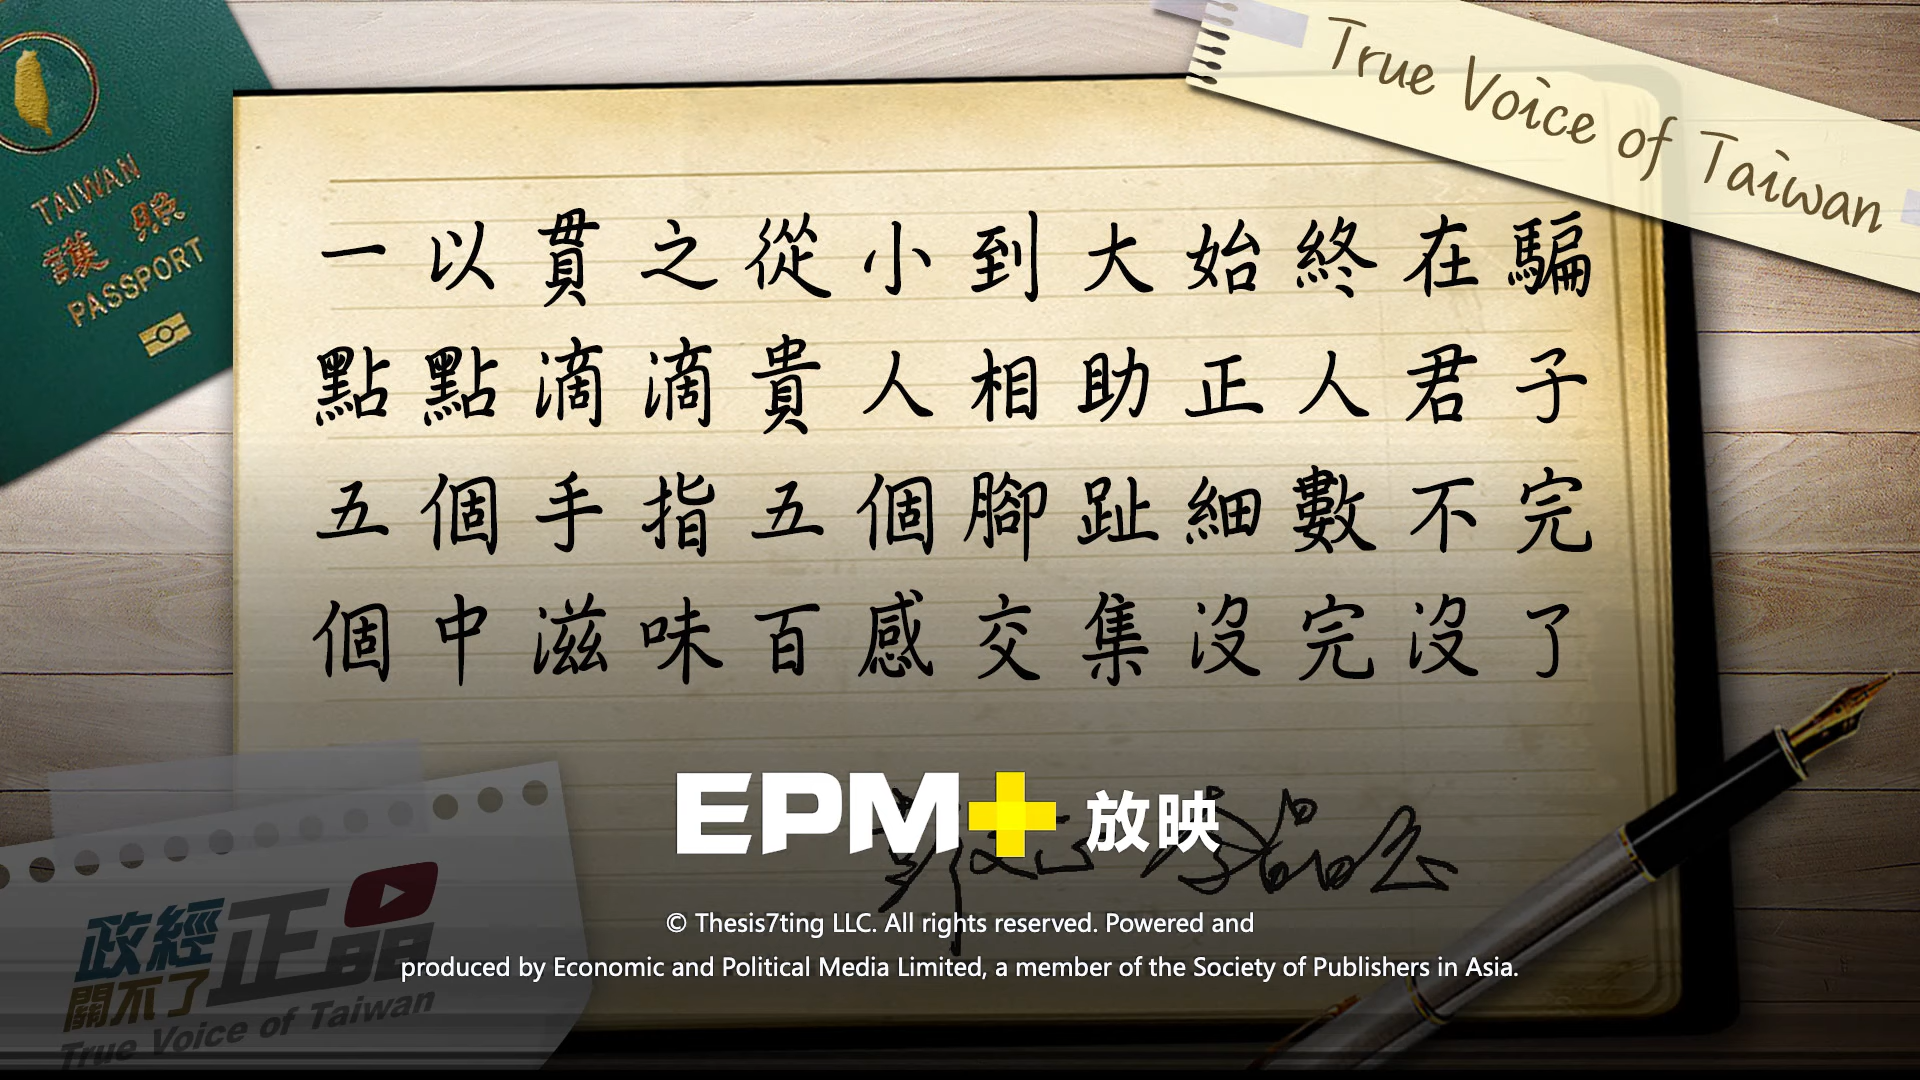 True Voice of Taiwan
TAIWAN
護照
PASSPORT
一以貫之從小到大始終在騙
點點滴滴貴人相助正人君子
五個手指五個腳趾細數不完
個中滋味百感交集沒完沒了
EPM+ 放映
© Thesis7ting LLC. All rights reserved. Powered and
produced by Economic and Political Media Limited, a member of the Society of Publishers in Asia.
政經正晶
關不了
True Voice of Taiwan